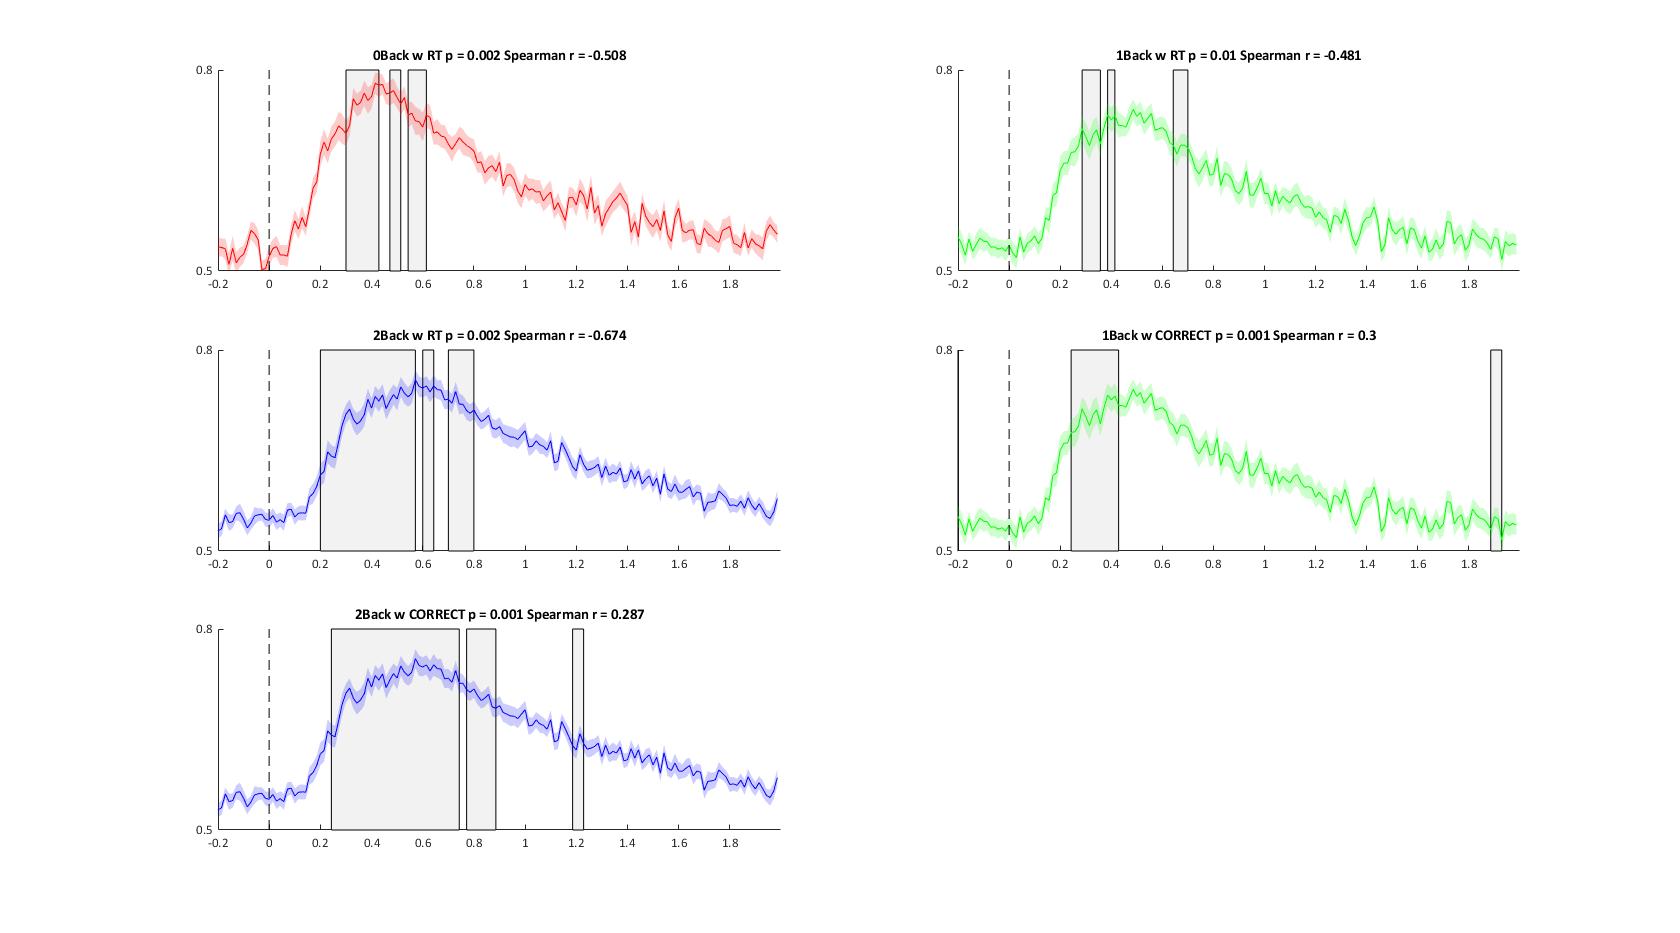 0Back w RT p = 0.002 Spearman r = -0.508
0.8
0.5
-0.2 0 0.2 0.4 0.6 0.8 1 1.2 1.4 1.6 1.8
1Back w RT p = 0.01 Spearman r = -0.481
0.8
0.5
-0.2 0 0.2 0.4 0.6 0.8 1 1.2 1.4 1.6 1.8
2Back w RT p = 0.002 Spearman r = -0.674
0.8
0.5
-0.2 0 0.2 0.4 0.6 0.8 1 1.2 1.4 1.6 1.8
1Back w CORRECT p = 0.001 Spearman r = 0.3
0.8
0.5
-0.2 0 0.2 0.4 0.6 0.8 1 1.2 1.4 1.6 1.8
2Back w CORRECT p = 0.001 Spearman r = 0.287
0.8
0.5
-0.2 0 0.2 0.4 0.6 0.8 1 1.2 1.4 1.6 1.8